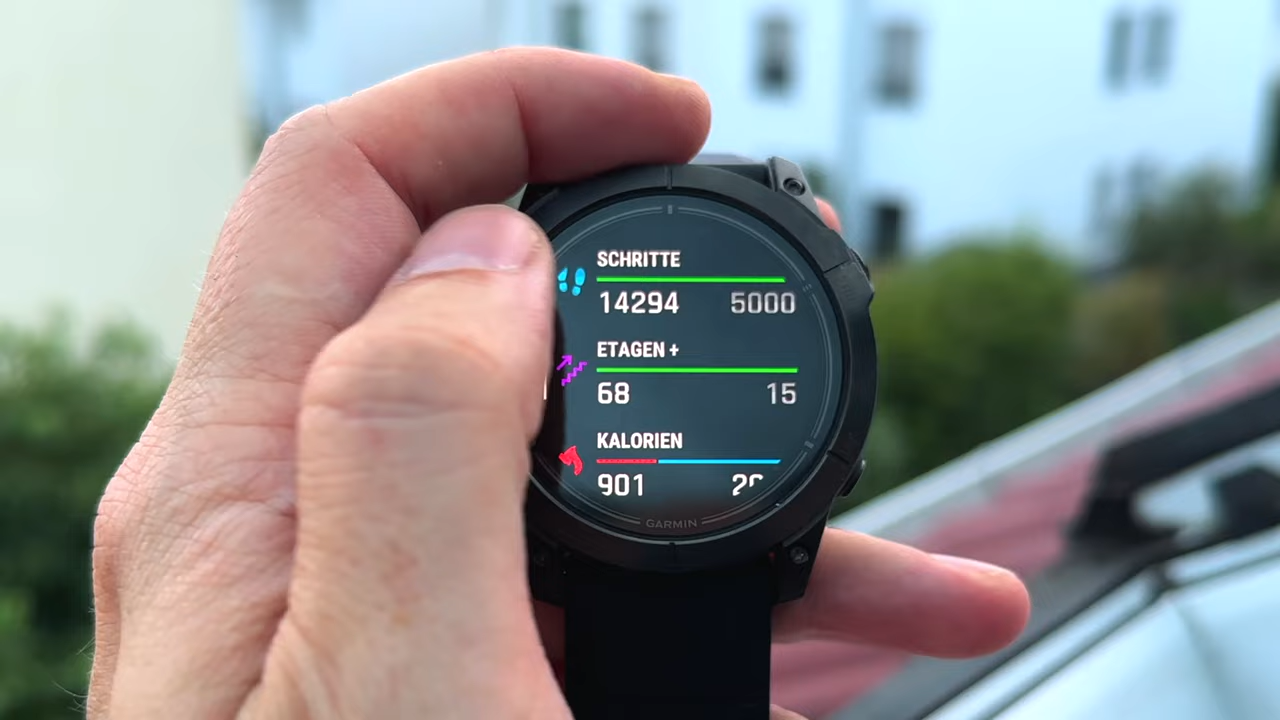 SCHRITTE
14294 5000
ETAGEN +
68 15
KALORIEN
901
GARMIN